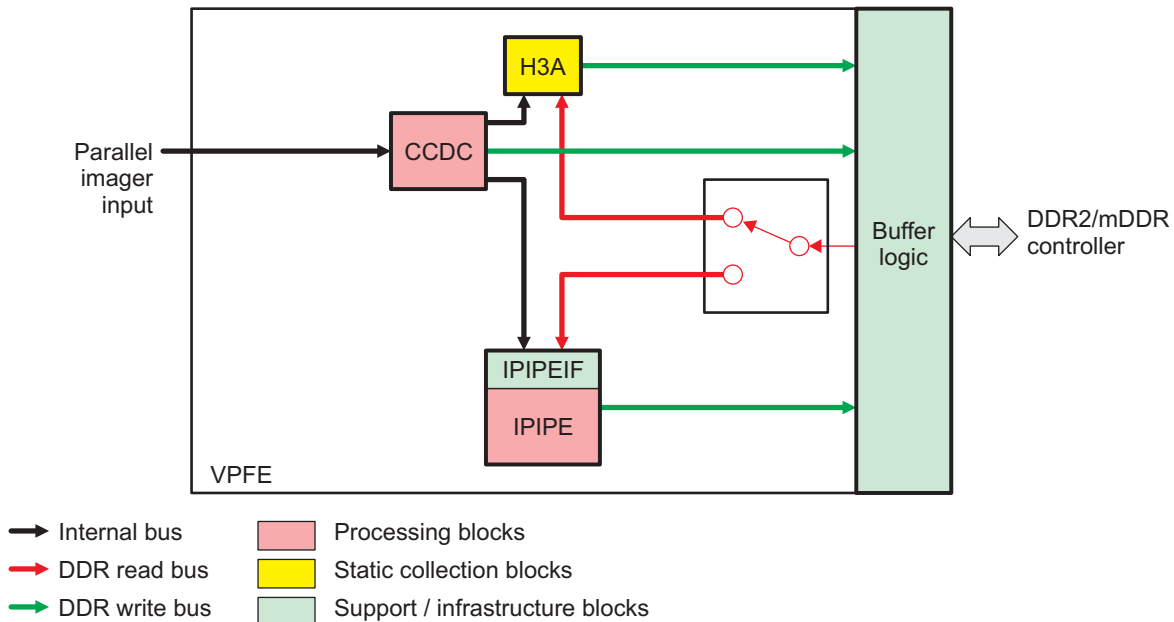 H3A
CCDC
Parallel
imager
input
Buffer
logic
DDR2/mDDR
controller
IPIPEIF
IPIPE
VPFE
Internal bus
Processing blocks
DDR read bus
Static collection blocks
DDR write bus
Support / infrastructure blocks